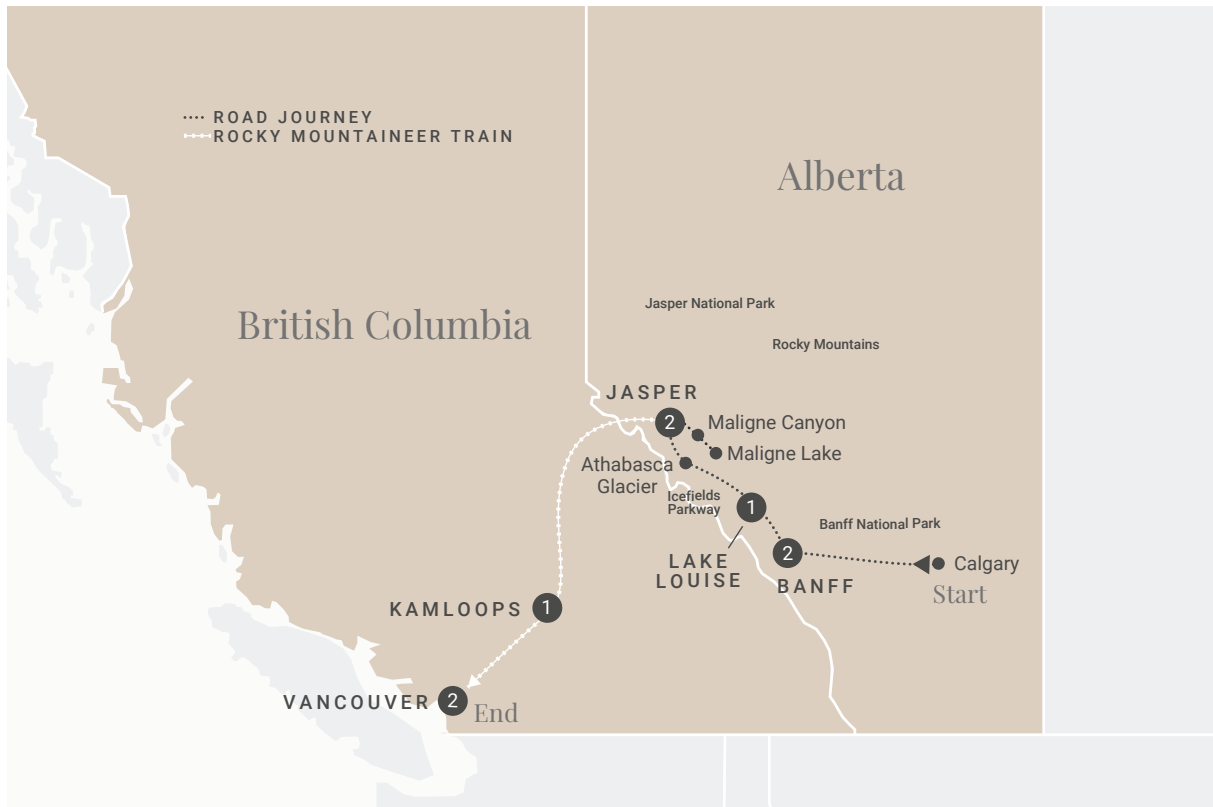 ROAD JOURNEY
ROCKY MOUNTAINEER TRAIN
Alberta
British Columbia
Jasper National Park
Rocky Mountains
JASPER
2
Maligne Canyon
Maligne Lake
Athabasca
Glacier
Icefields
Parkway
1
Banff National Park
LAKE
LOUISE
2
BANFF
Calgary
Start
KAMLOOPS
1
VANCOUVER
2
End